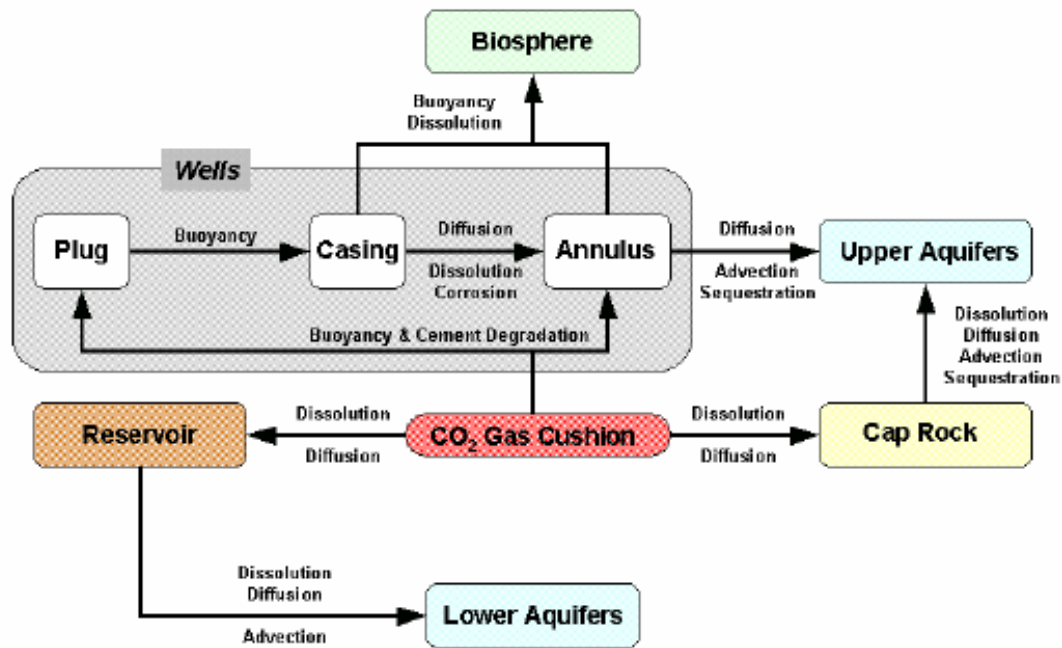 Biosphere
Buoyancy
Dissolution
Wells
Plug
Buoyancy
Casing
Diffusion
Dissolution
Corrosion
Annulus
Diffusion
Advection
Sequestration
Upper Aquifers
Buoyancy & Cement Degradation
Dissolution
Diffusion
Advection
Sequestration
Reservoir
Dissolution
Diffusion
CO₂ Gas Cushion
Dissolution
Diffusion
Cap Rock
Dissolution
Diffusion
Advection
Lower Aquifers